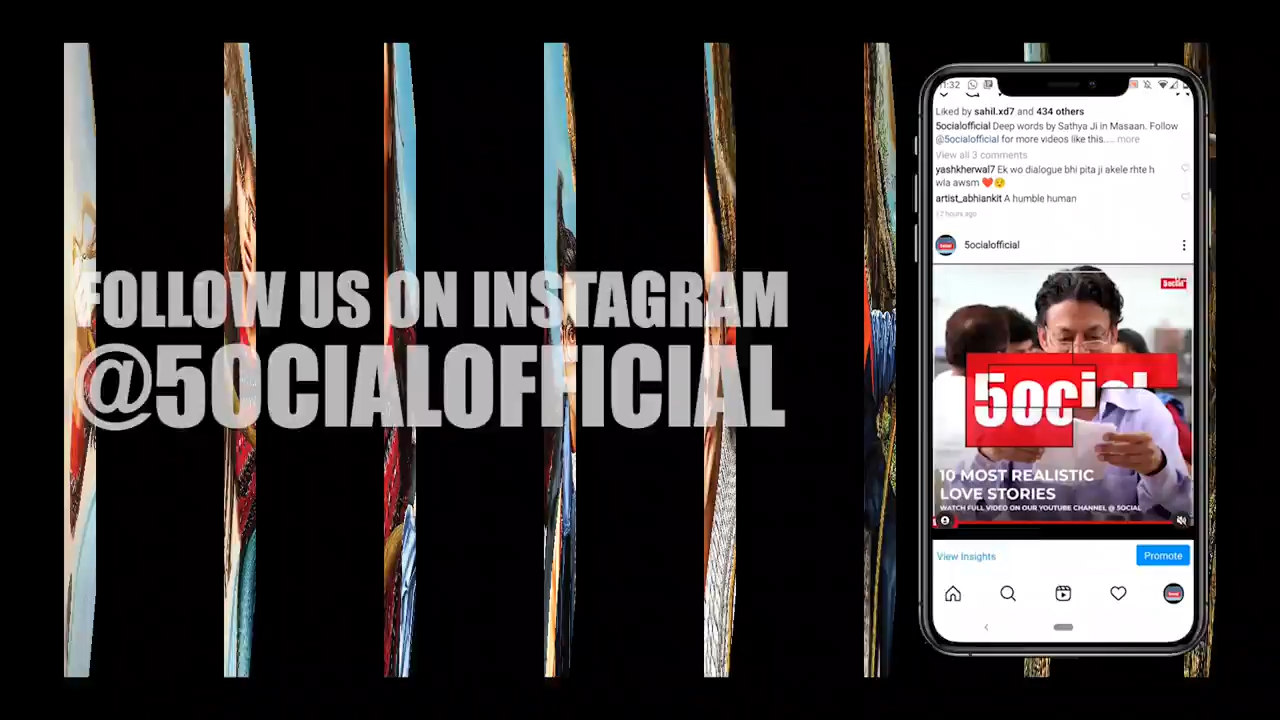 FOLLOW US ON INSTAGRAM
@5OCIALOFFICIAL
11:32
Liked by sahil.xd7 and 434 others
5ocialofficial Deep words by Sathya Ji in Masaan. Follow
@5ocialofficial for more videos like this.... more
View all 3 comments
yashkherwal7 Ek wo dialogue bhi pita ji akele rhte h
wla awsm ❤️😌
artist_abhiankit A humble human
5ocialofficial
5ocial
5oci
10 MOST REALISTIC
LOVE STORIES
WATCH FULL VIDEO ON OUR YOUTUBE CHANNEL @ 5OCIAL
View Insights
Promote